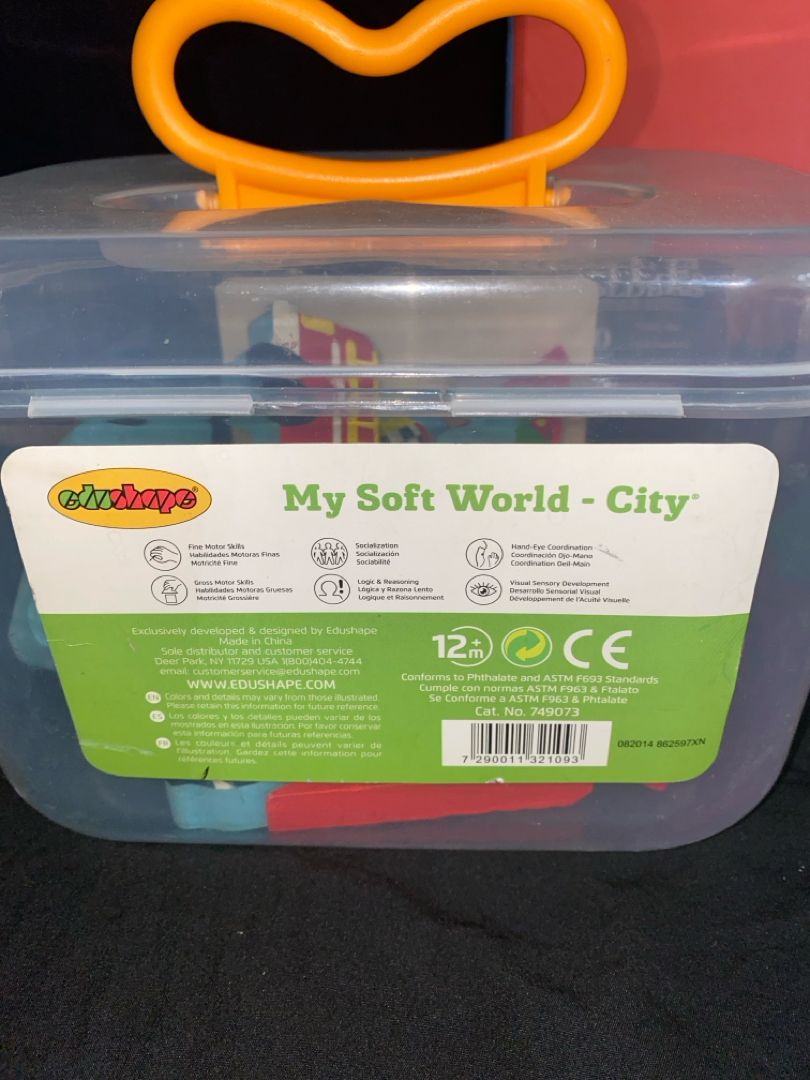 edushape®
My Soft World - City®
Fine Motor Skills
Habilidades Motoras Finas
Motricité Fine
Socialization
Socialización
Sociabilité
Hand-Eye Coordination
Coordinación Ojo-Mano
Coordination Oeil-Main
Gross Motor Skills
Habilidades Motoras Gruesas
Motricité Grossière
Logic & Reasoning
Lógica y Razona Lento
Logique et Raisonnement
Visual Sensory Development
Desarrollo Sensorial Visual
Développement de l'Acuité Visuelle
Exclusively developed & designed by Edushape
Made in China
Sole distributor and customer service
Deer Park, NY 11729 USA 1(800)404-4744
email: customerservice@edushape.com
WWW.EDUSHAPE.COM
EN Colors and details may vary from those illustrated.
Please retain this information for future reference.
ES Los colores y los detalles pueden variar de los
mostrados en esta ilustración. Por favor conservar
esta información para futuras referencias.
FR Les couleurs et détails peuvent varier de
l'illustration. Gardez cette information pour
références futures.
12+m
CE
Conforms to Phthalate and ASTM F693 Standards
Cumple con normas ASTM F963 & Ftalato
Se Conforme a ASTM F963 & Phtalate
Cat. No. 749073
7 290011 321093
082014 862597XN